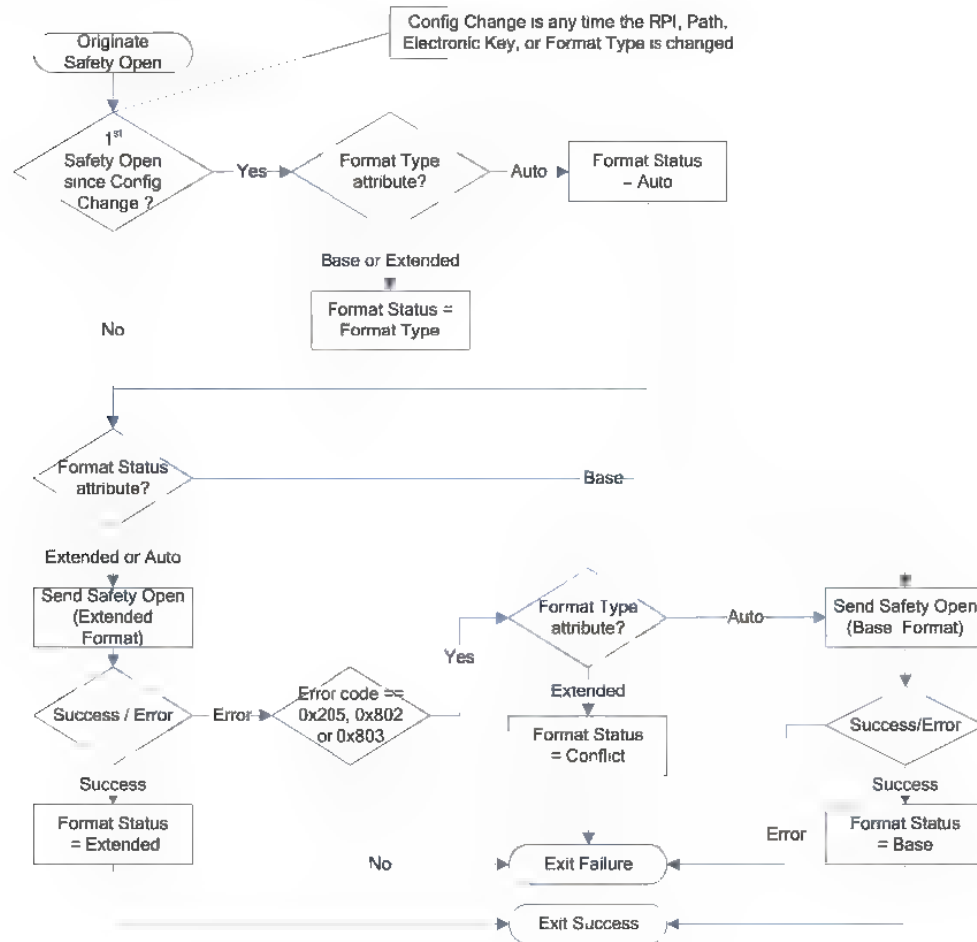 Config Change is any time the RPI, Path,
Electronic Key, or Format Type is changed
Originate
Safety Open
1st
Safety Open
since Config
Change ?
Yes
Format Type
attribute?
Auto
Format Status
= Auto
Base or Extended
Format Status =
Format Type
No
Format Status
attribute?
Base
Extended or Auto
Send Safety Open
(Extended
Format)
Format Type
attribute?
Auto
Send Safety Open
(Base Format)
Yes
Success / Error
Error
Error code ==
0x205, 0x802
or 0x803
Extended
Format Status
= Conflict
Success/Error
Success
Format Status
= Extended
Success
Format Status
= Base
Error
No
Exit Failure
Exit Success